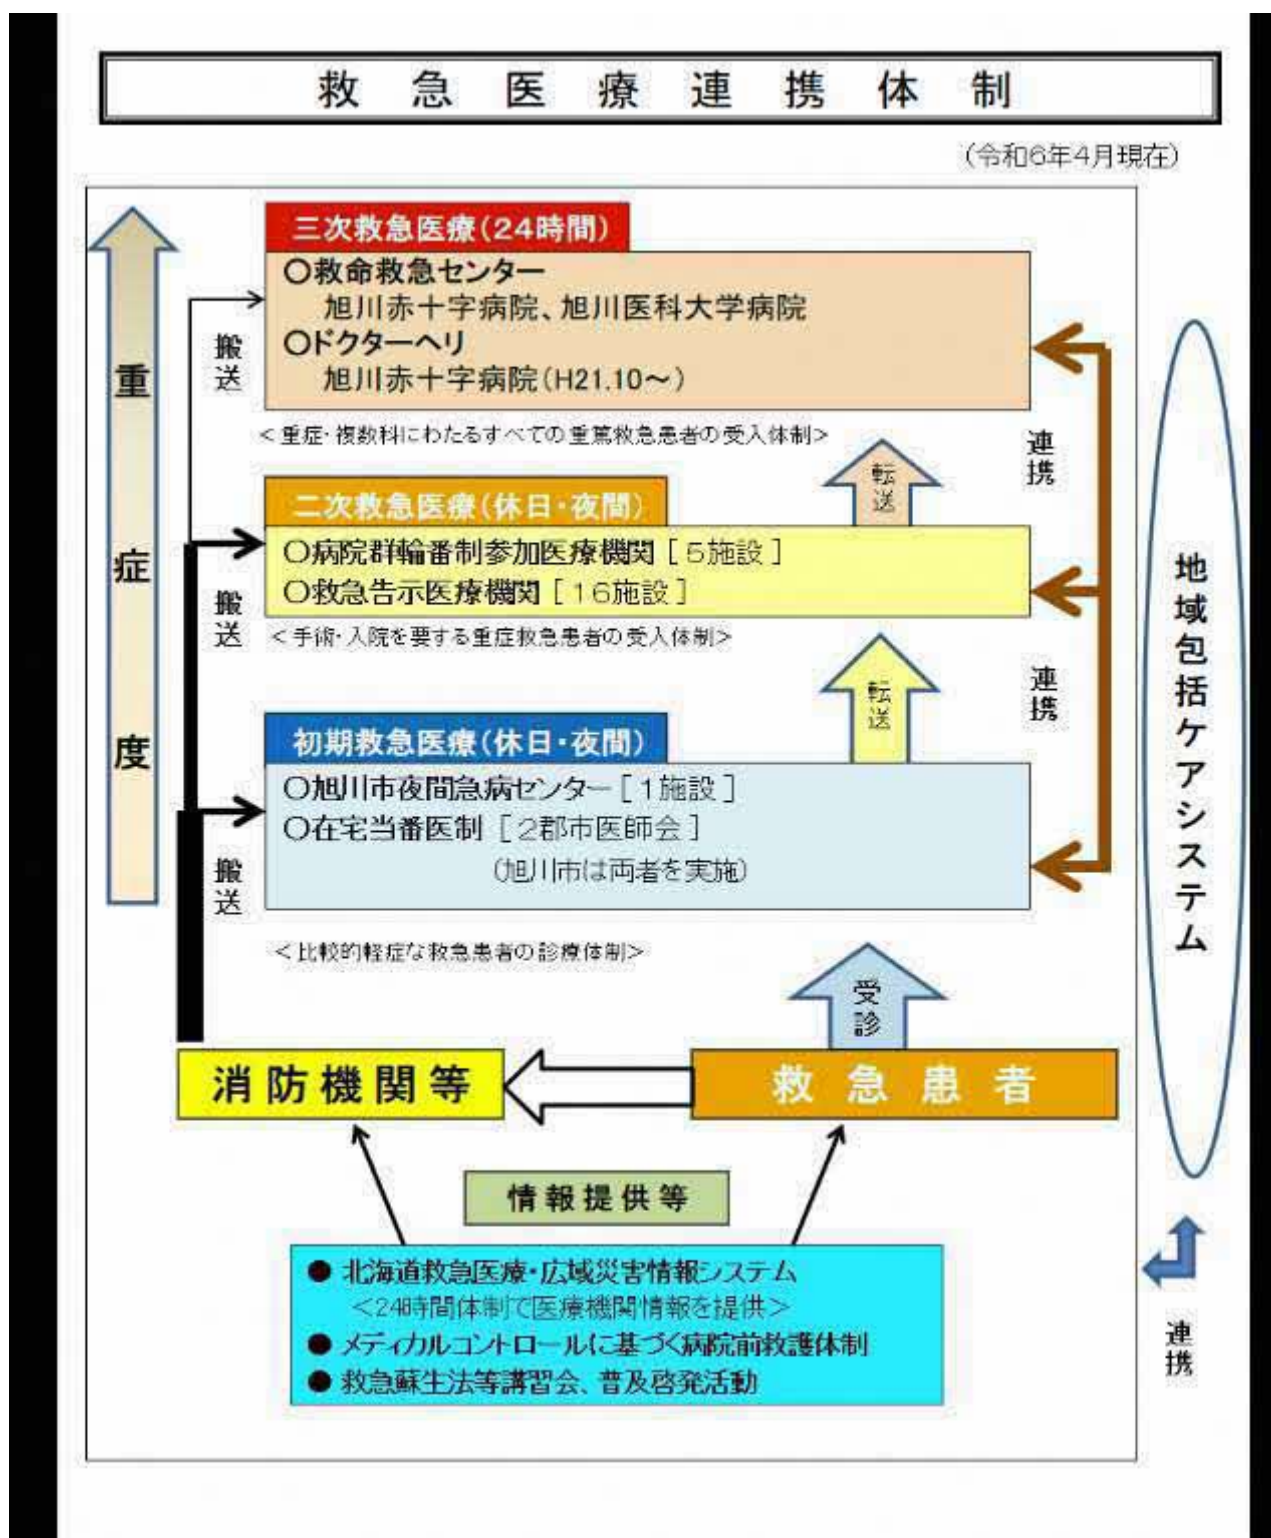 救急医療連携体制
(令和6年4月現在)
重症度
三次救急医療(24時間)
○救命救急センター
旭川赤十字病院、旭川医科大学病院
○ドクターヘリ
旭川赤十字病院(H21.10～)
搬送
<重症・複数科にわたるすべての重篤救急患者の受入体制>
転送
連携
二次救急医療(休日・夜間)
○病院群輪番制参加医療機関[5施設]
○救急告示医療機関[16施設]
搬送
<手術・入院を要する重症救急患者の受入体制>
転送
連携
初期救急医療(休日・夜間)
○旭川市夜間急病センター[1施設]
○在宅当番医制[2郡市医師会]
(旭川市は両者を実施)
搬送
<比較的軽症な救急患者の診療体制>
受診
地域包括ケアシステム
消防機関等
救急患者
情報提供等
●北海道救急医療・広域災害情報システム
<24時間体制で医療機関情報を提供>
●メディカルコントロールに基づく病院前救護体制
●救急蘇生法等講習会、普及啓発活動
連携